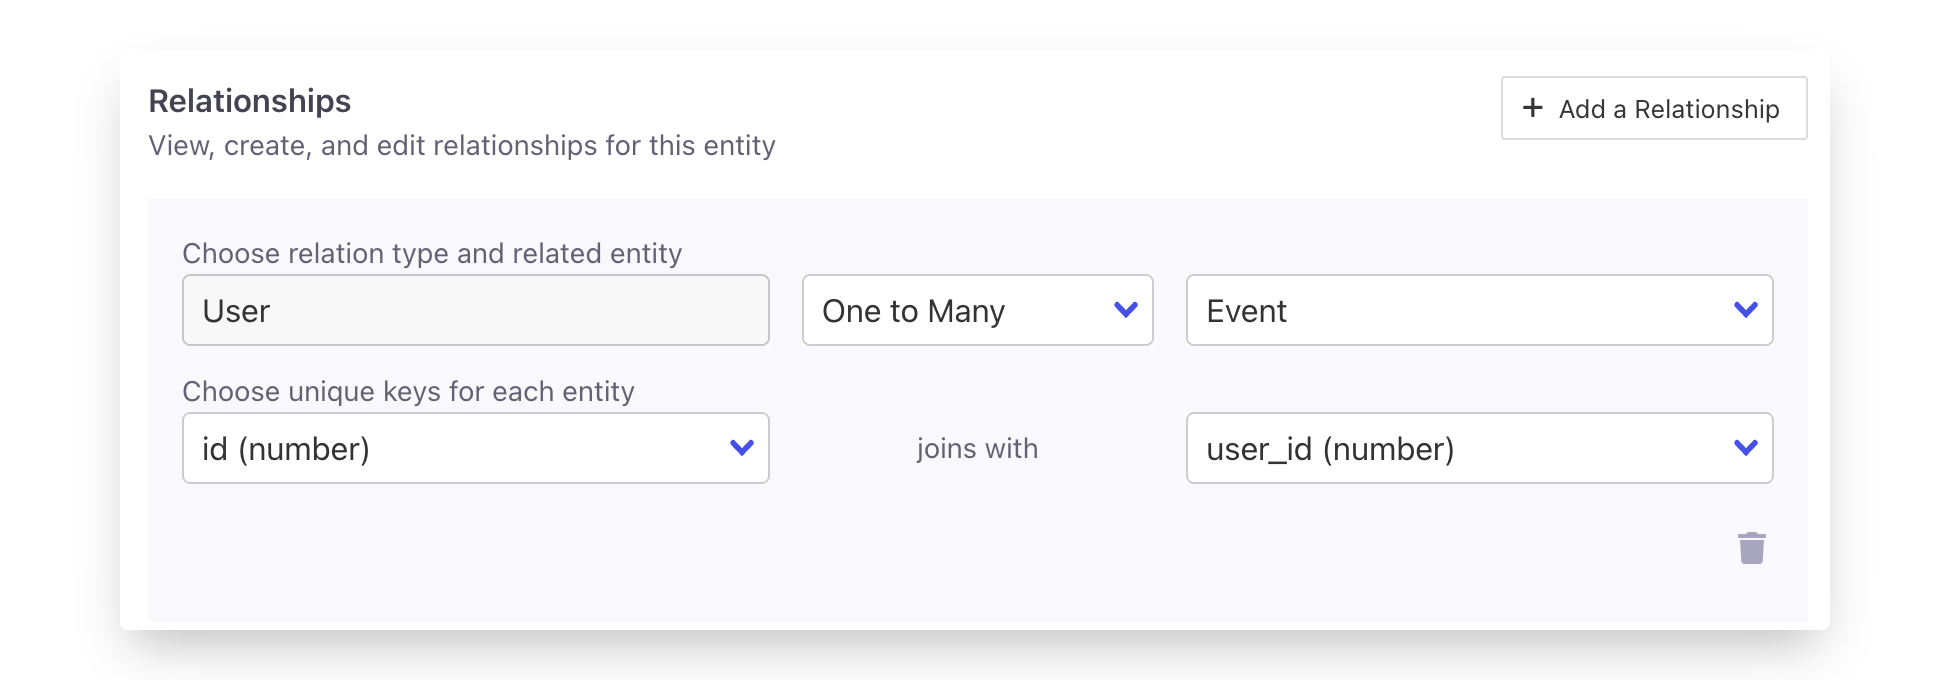 Relationships
+ Add a Relationship
View, create, and edit relationships for this entity
Choose relation type and related entity
User
One to Many
Event
Choose unique keys for each entity
id (number)
joins with
user_id (number)